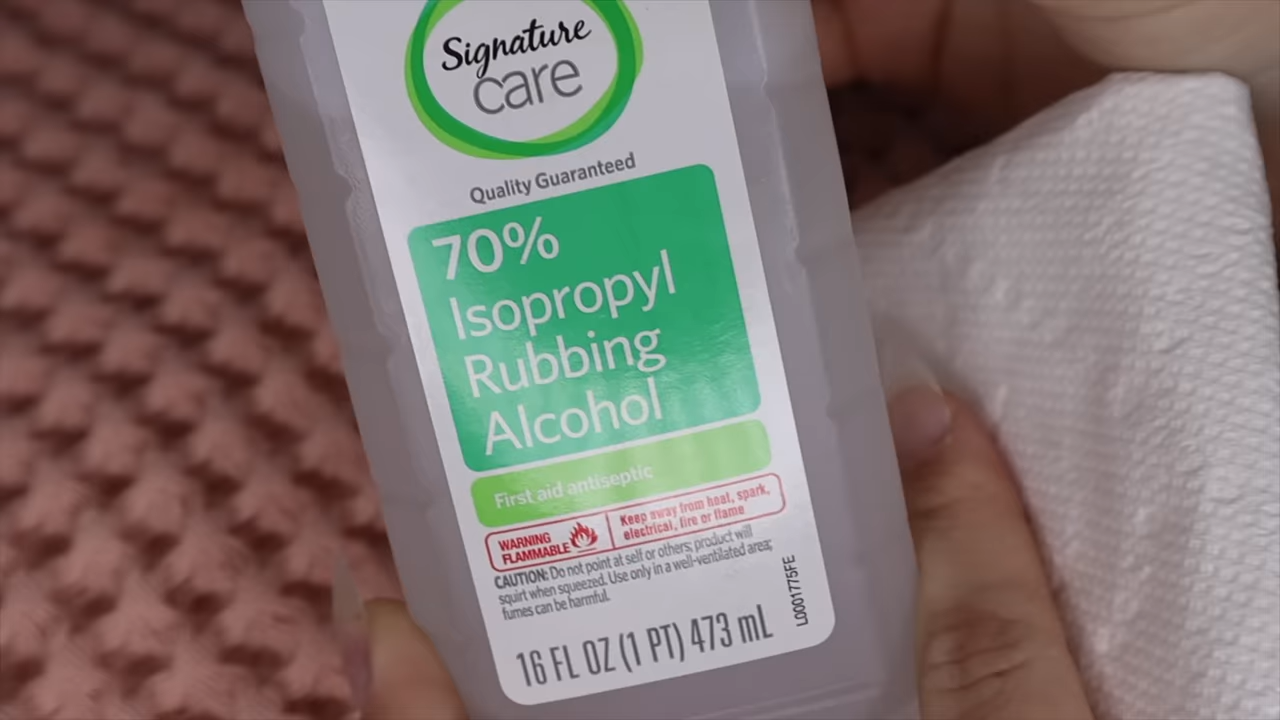 Signature
care
Quality Guaranteed
70%
Isopropyl
Rubbing
Alcohol
First aid antiseptic
WARNING
FLAMMABLE
Keep away from heat, spark,
electrical, fire or flame
CAUTION: Do not point at self or others; product will
squirt when squeezed. Use only in a well-ventilated area;
fumes can be harmful.
16 FL OZ (1 PT) 473 mL
L0001775FE